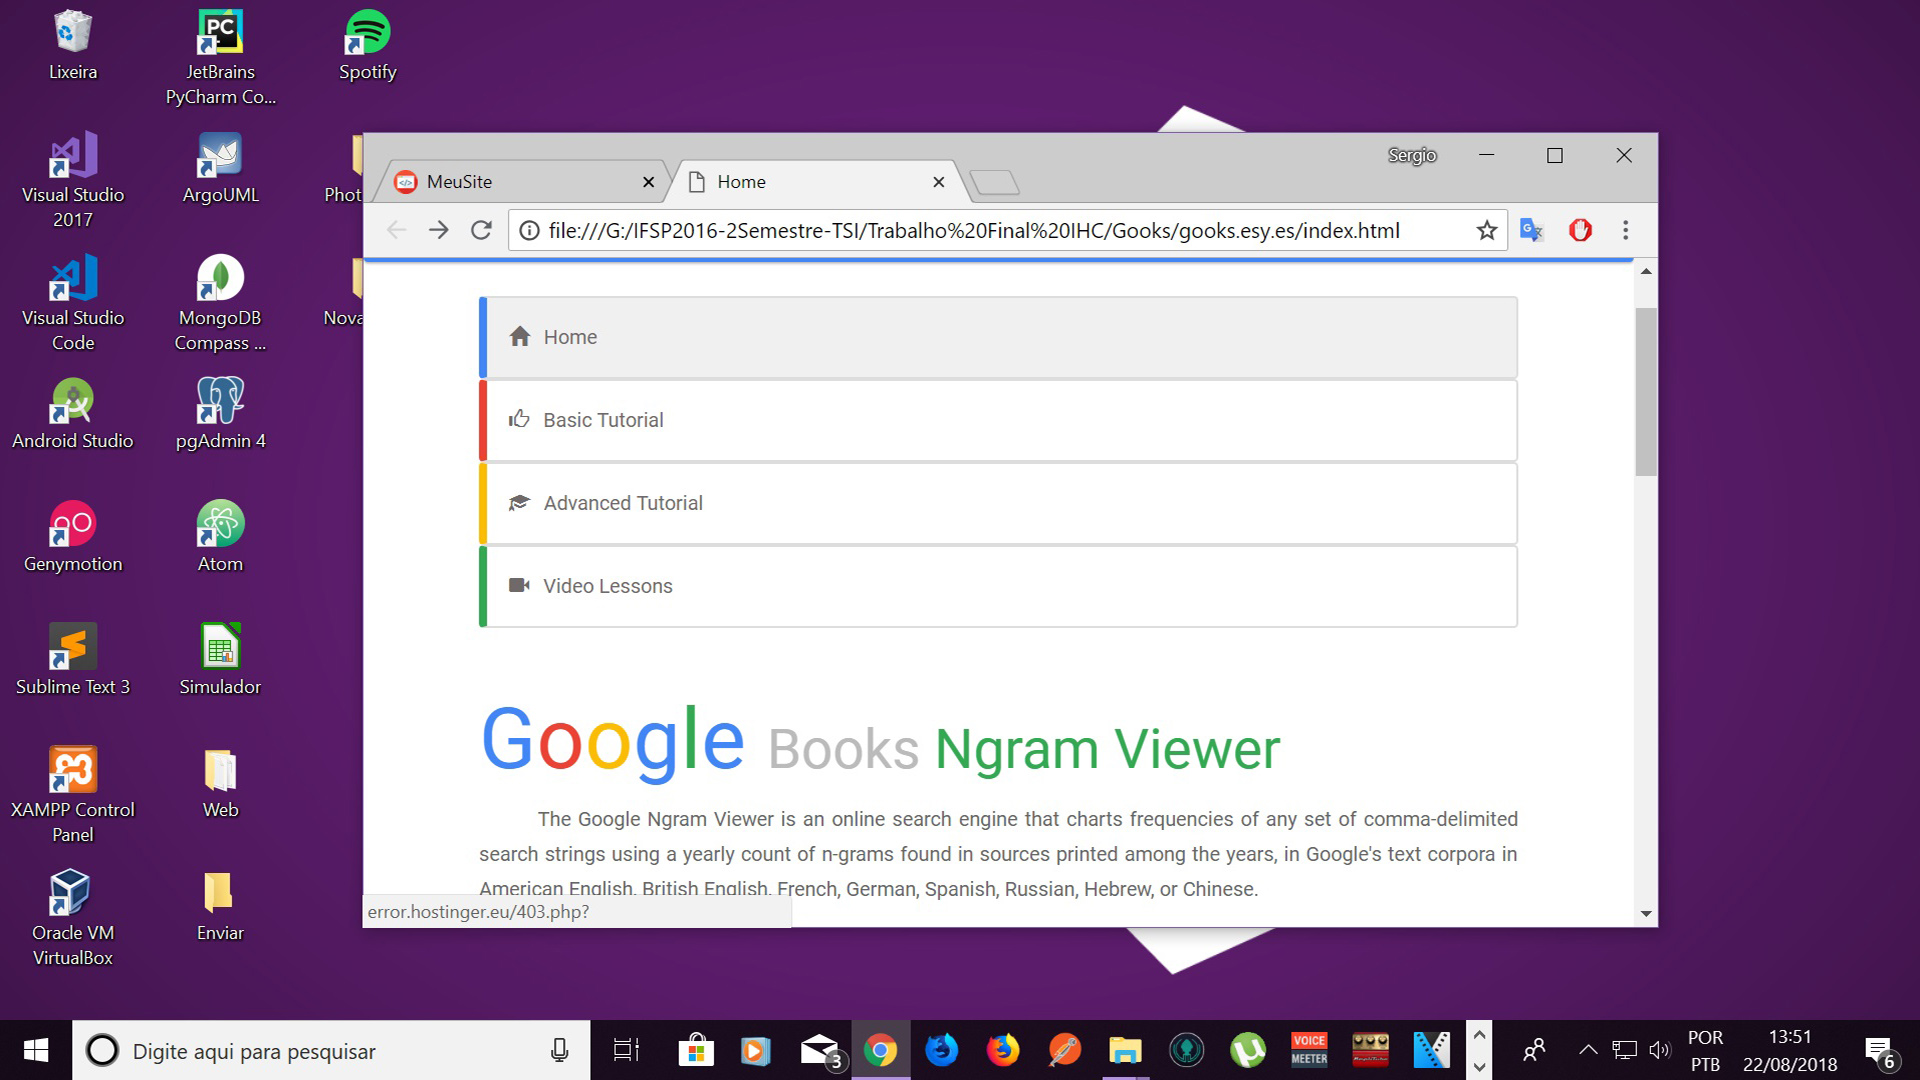 Lixeira
JetBrains
PyCharm Co...
Spotify
Visual Studio
2017
ArgoUML
Phot
Visual Studio
Code
MongoDB
Compass ...
Nova
Android Studio
pgAdmin 4
Genymotion
Atom
Sublime Text 3
Simulador
XAMPP Control
Panel
Web
Oracle VM
VirtualBox
Enviar
Sergio
MeuSite
Home
file:///G:/IFSP2016-2Semestre-TSI/Trabalho%20Final%20IHC/Gooks/gooks.esy.es/index.html
Home
Basic Tutorial
Advanced Tutorial
Video Lessons
Google Books Ngram Viewer
The Google Ngram Viewer is an online search engine that charts frequencies of any set of comma-delimited
search strings using a yearly count of n-grams found in sources printed among the years, in Google's text corpora in
American English, British English, French, German, Spanish, Russian, Hebrew, or Chinese.
error.hostinger.eu/403.php?
Digite aqui para pesquisar
3
VOICE
MEETER
POR
PTB
13:51
22/08/2018
6